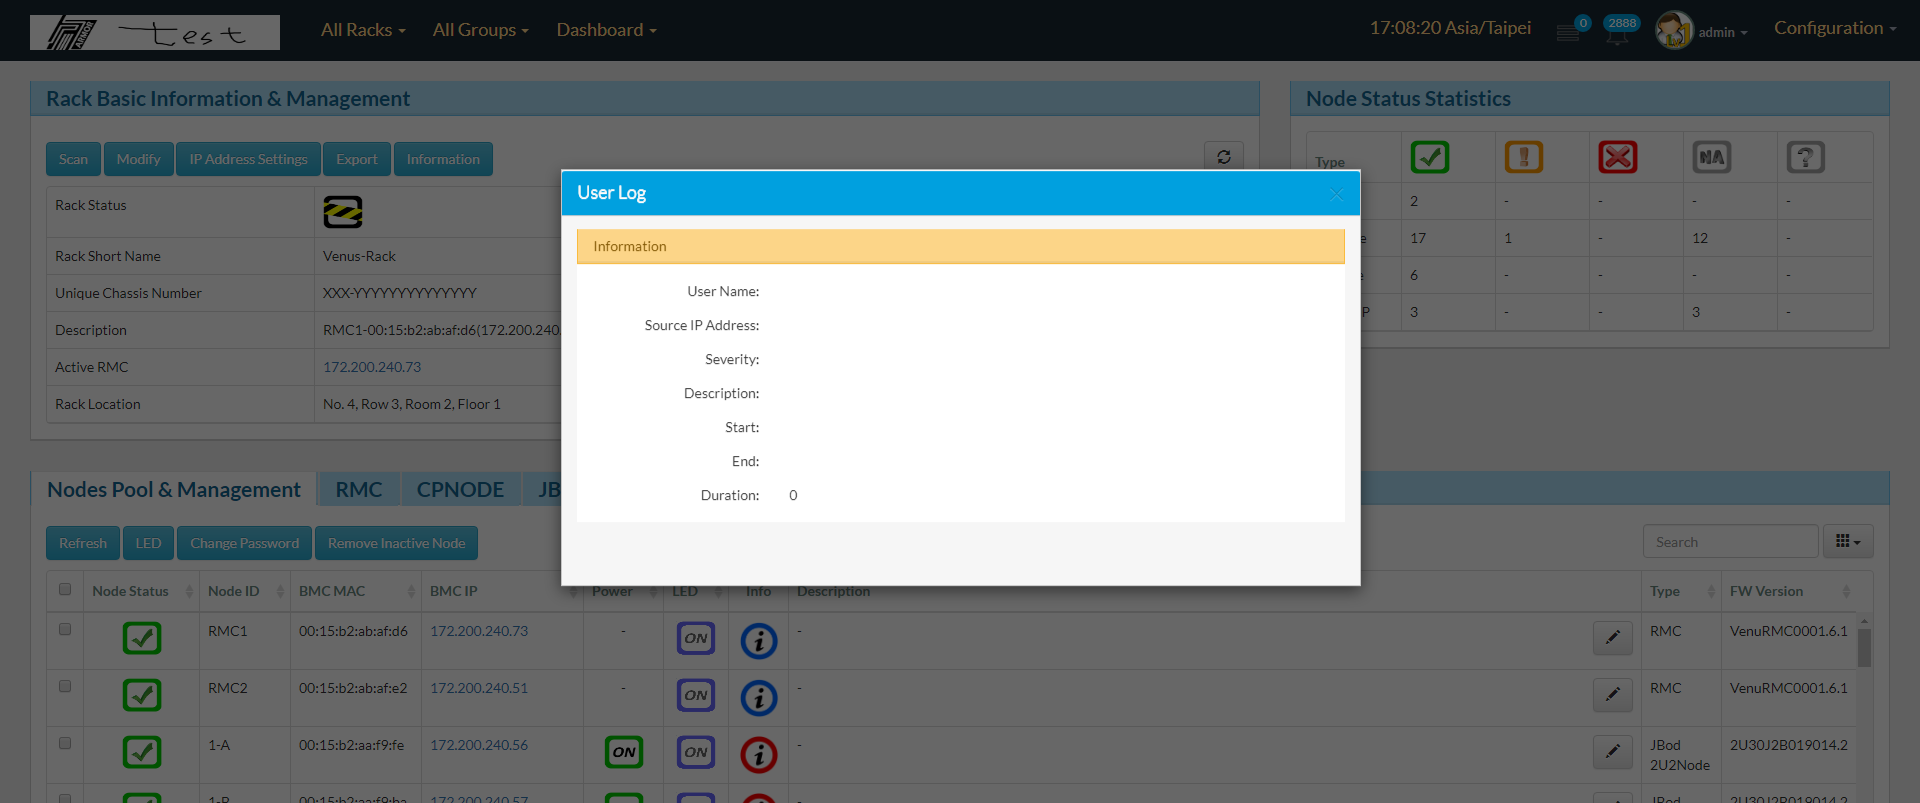 ARMOR test All Racks All Groups Dashboard 17:08:20 Asia/Taipei 0 2888 admin Configuration
Rack Basic Information & Management
Scan Modify IP Address Settings Export Information
Rack Status
Rack Short Name Venus-Rack
Unique Chassis Number XXX-YYYYYYYYYYYYYY
Description RMC1-00:15:b2:ab:af:d6(172.200.240.
Active RMC 172.200.240.73
Rack Location No. 4, Row 3, Room 2, Floor 1
Node Status Statistics
Type NA ?
2 - - - -
e 17 1 - 12 -
e 6 - - - -
P 3 - - 3 -
User Log
Information
User Name:
Source IP Address:
Severity:
Description:
Start:
End:
Duration: 0
Nodes Pool & Management RMC CPNODE JB
Refresh LED Change Password Remove Inactive Node Search
Node Status Node ID BMC MAC BMC IP Power LED Info Description Type FW Version
RMC1 00:15:b2:ab:af:d6 172.200.240.73 - ON i - RMC VenuRMC0001.6.1
RMC2 00:15:b2:ab:af:e2 172.200.240.51 - ON i - RMC VenuRMC0001.6.1
1-A 00:15:b2:aa:f9:fe 172.200.240.56 ON ON i - JBod 2U30J2B019014.2
2U2Node
1-B 00:15:b2:aa:f9:ba 172.200.240.57 JBod 2U30J2B019014.2